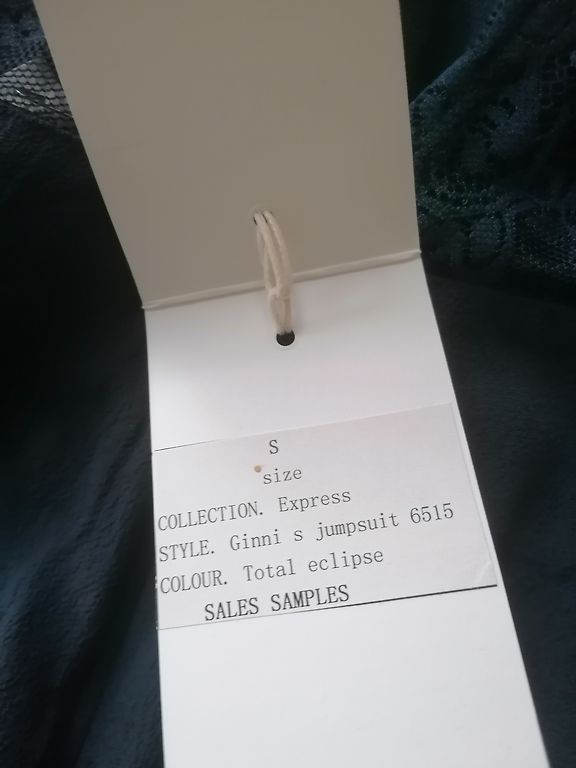 S
size
COLLECTION. Express
STYLE. Ginni s jumpsuit 6515
COLOUR. Total eclipse
SALES SAMPLES